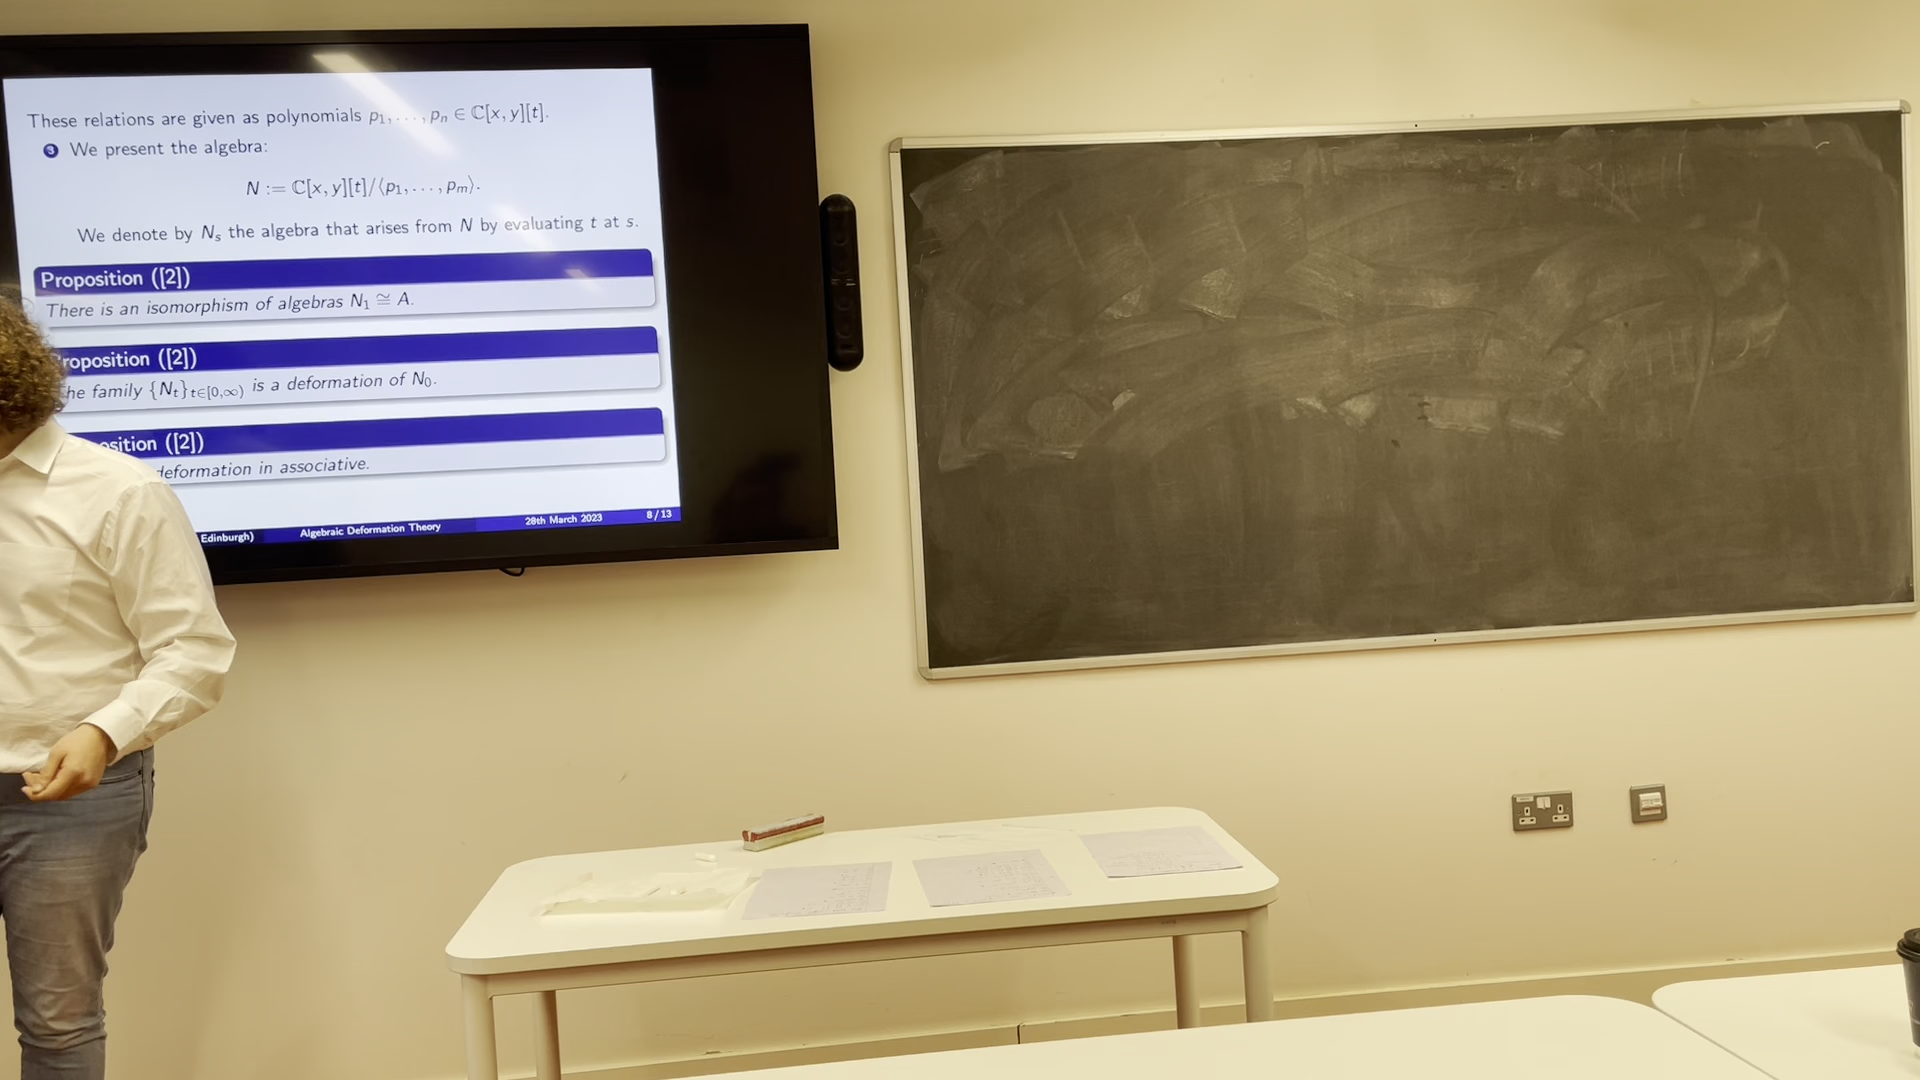 These relations are given as polynomials p₁, . . . , pₙ ∈ ℂ[x, y][t].
3 We present the algebra:
N := ℂ[x, y][t]/⟨p₁, . . . , pₘ⟩.
We denote by Nₛ the algebra that arises from N by evaluating t at s.
Proposition ([2])
There is an isomorphism of algebras N₁ ≅ A.
roposition ([2])
he family {Nₜ}ₜ∈[0,∞) is a deformation of N₀.
osition ([2])
deformation in associative.
Edinburgh) Algebraic Deformation Theory 28th March 2023 8 / 13